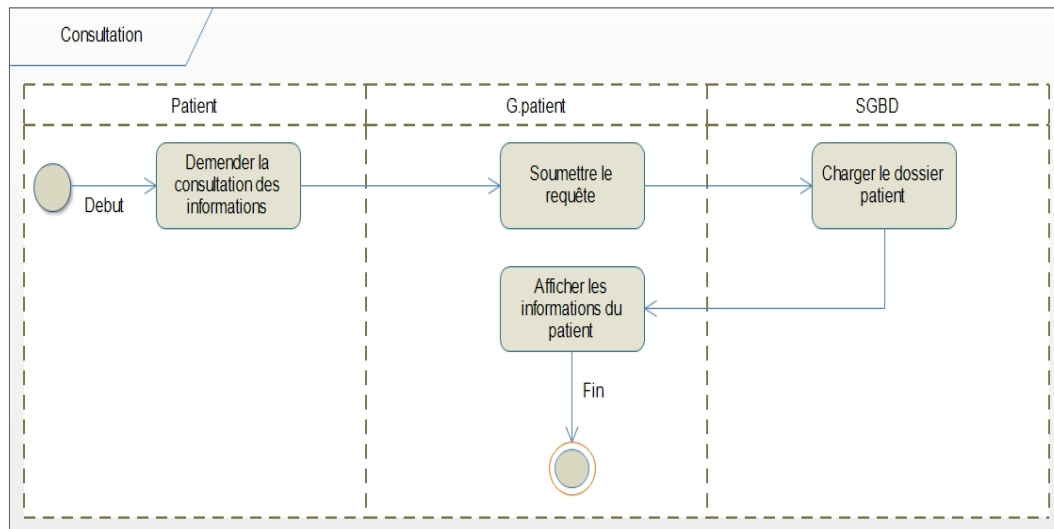 Consultation
Patient
G.patient
SGBD
Demender la
consultation des
informations
Debut
Soumettre le
requête
Charger le dossier
patient
Afficher les
informations du
patient
Fin